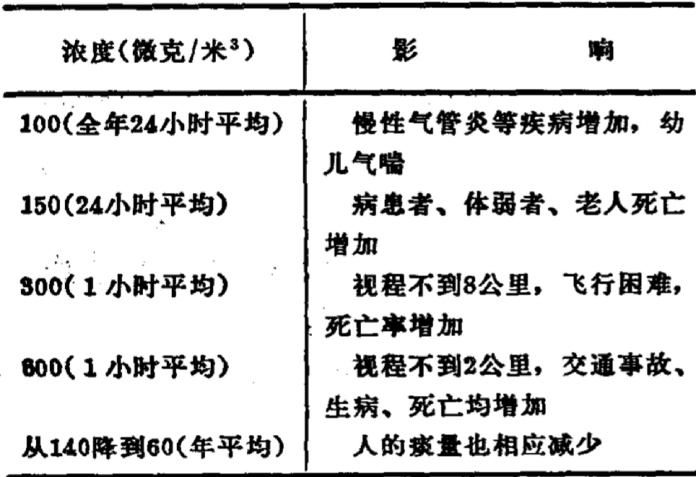 浓度(微克/米³) 影响
100(全年24小时平均) 慢性气管炎等疾病增加，幼
儿气喘
150(24小时平均) 病患者、体弱者、老人死亡
增加
300(1小时平均) 视程不到8公里，飞行困难，
死亡率增加
600(1小时平均) 视程不到2公里，交通事故、
生病、死亡均增加
从140降到60(年平均) 人的痰量也相应减少